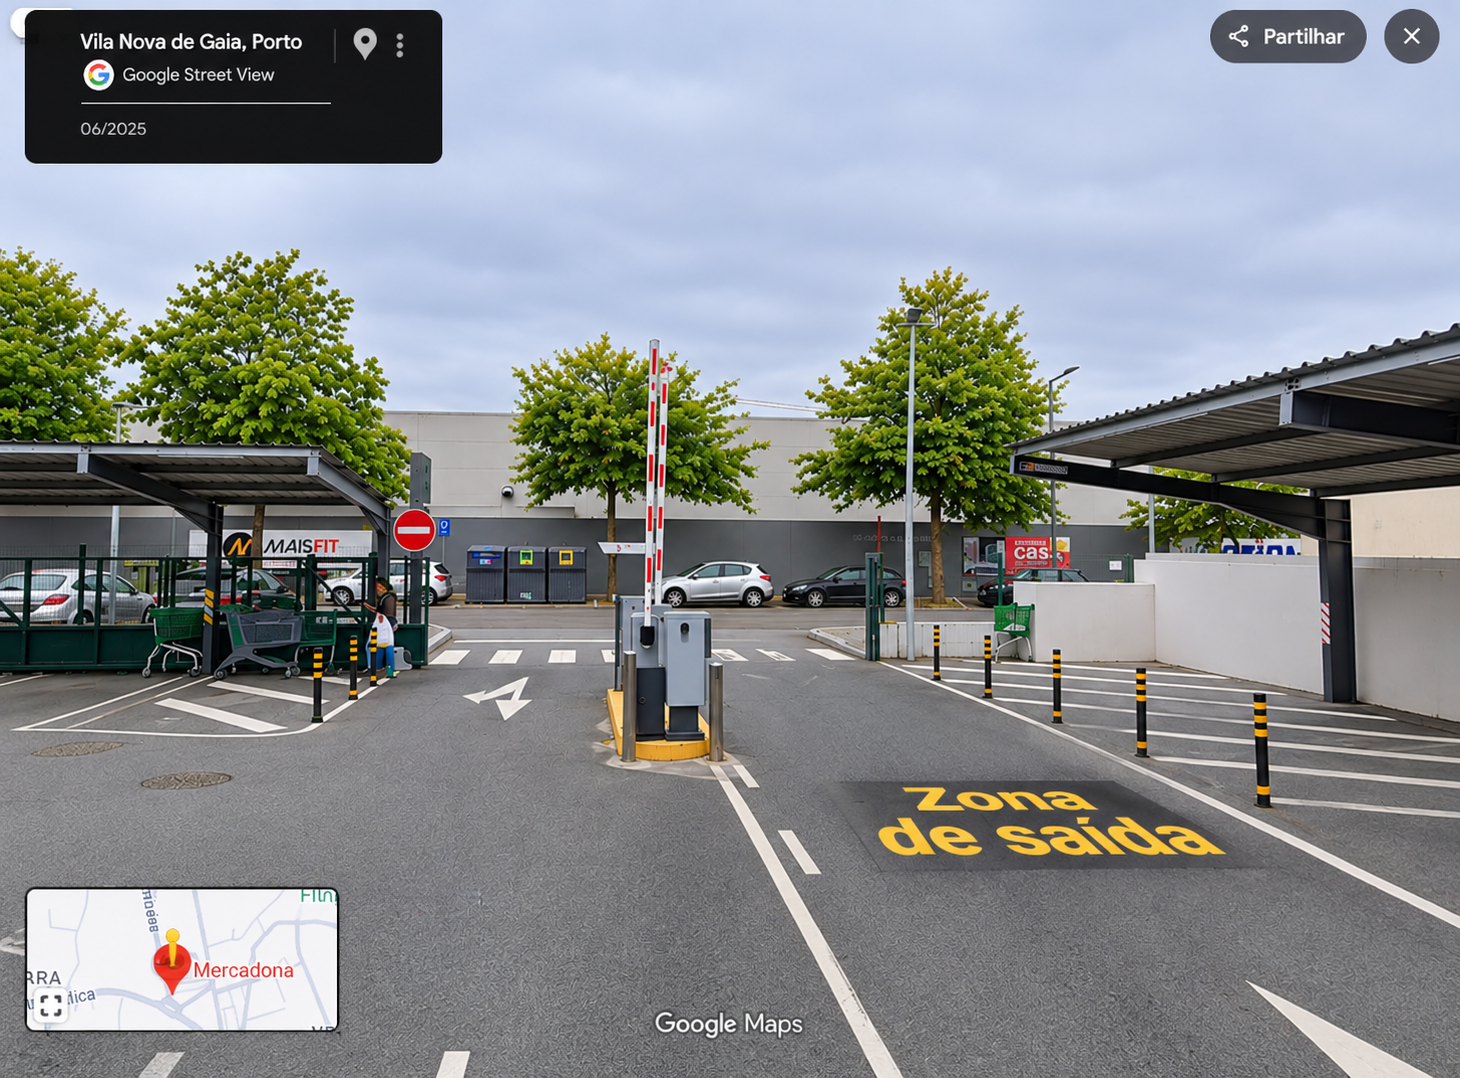 Vila Nova de Gaia, Porto
Google Street View
06/2025
Partilhar
MAISFIT
cas
Zona
de saída
Mercadona
Google Maps